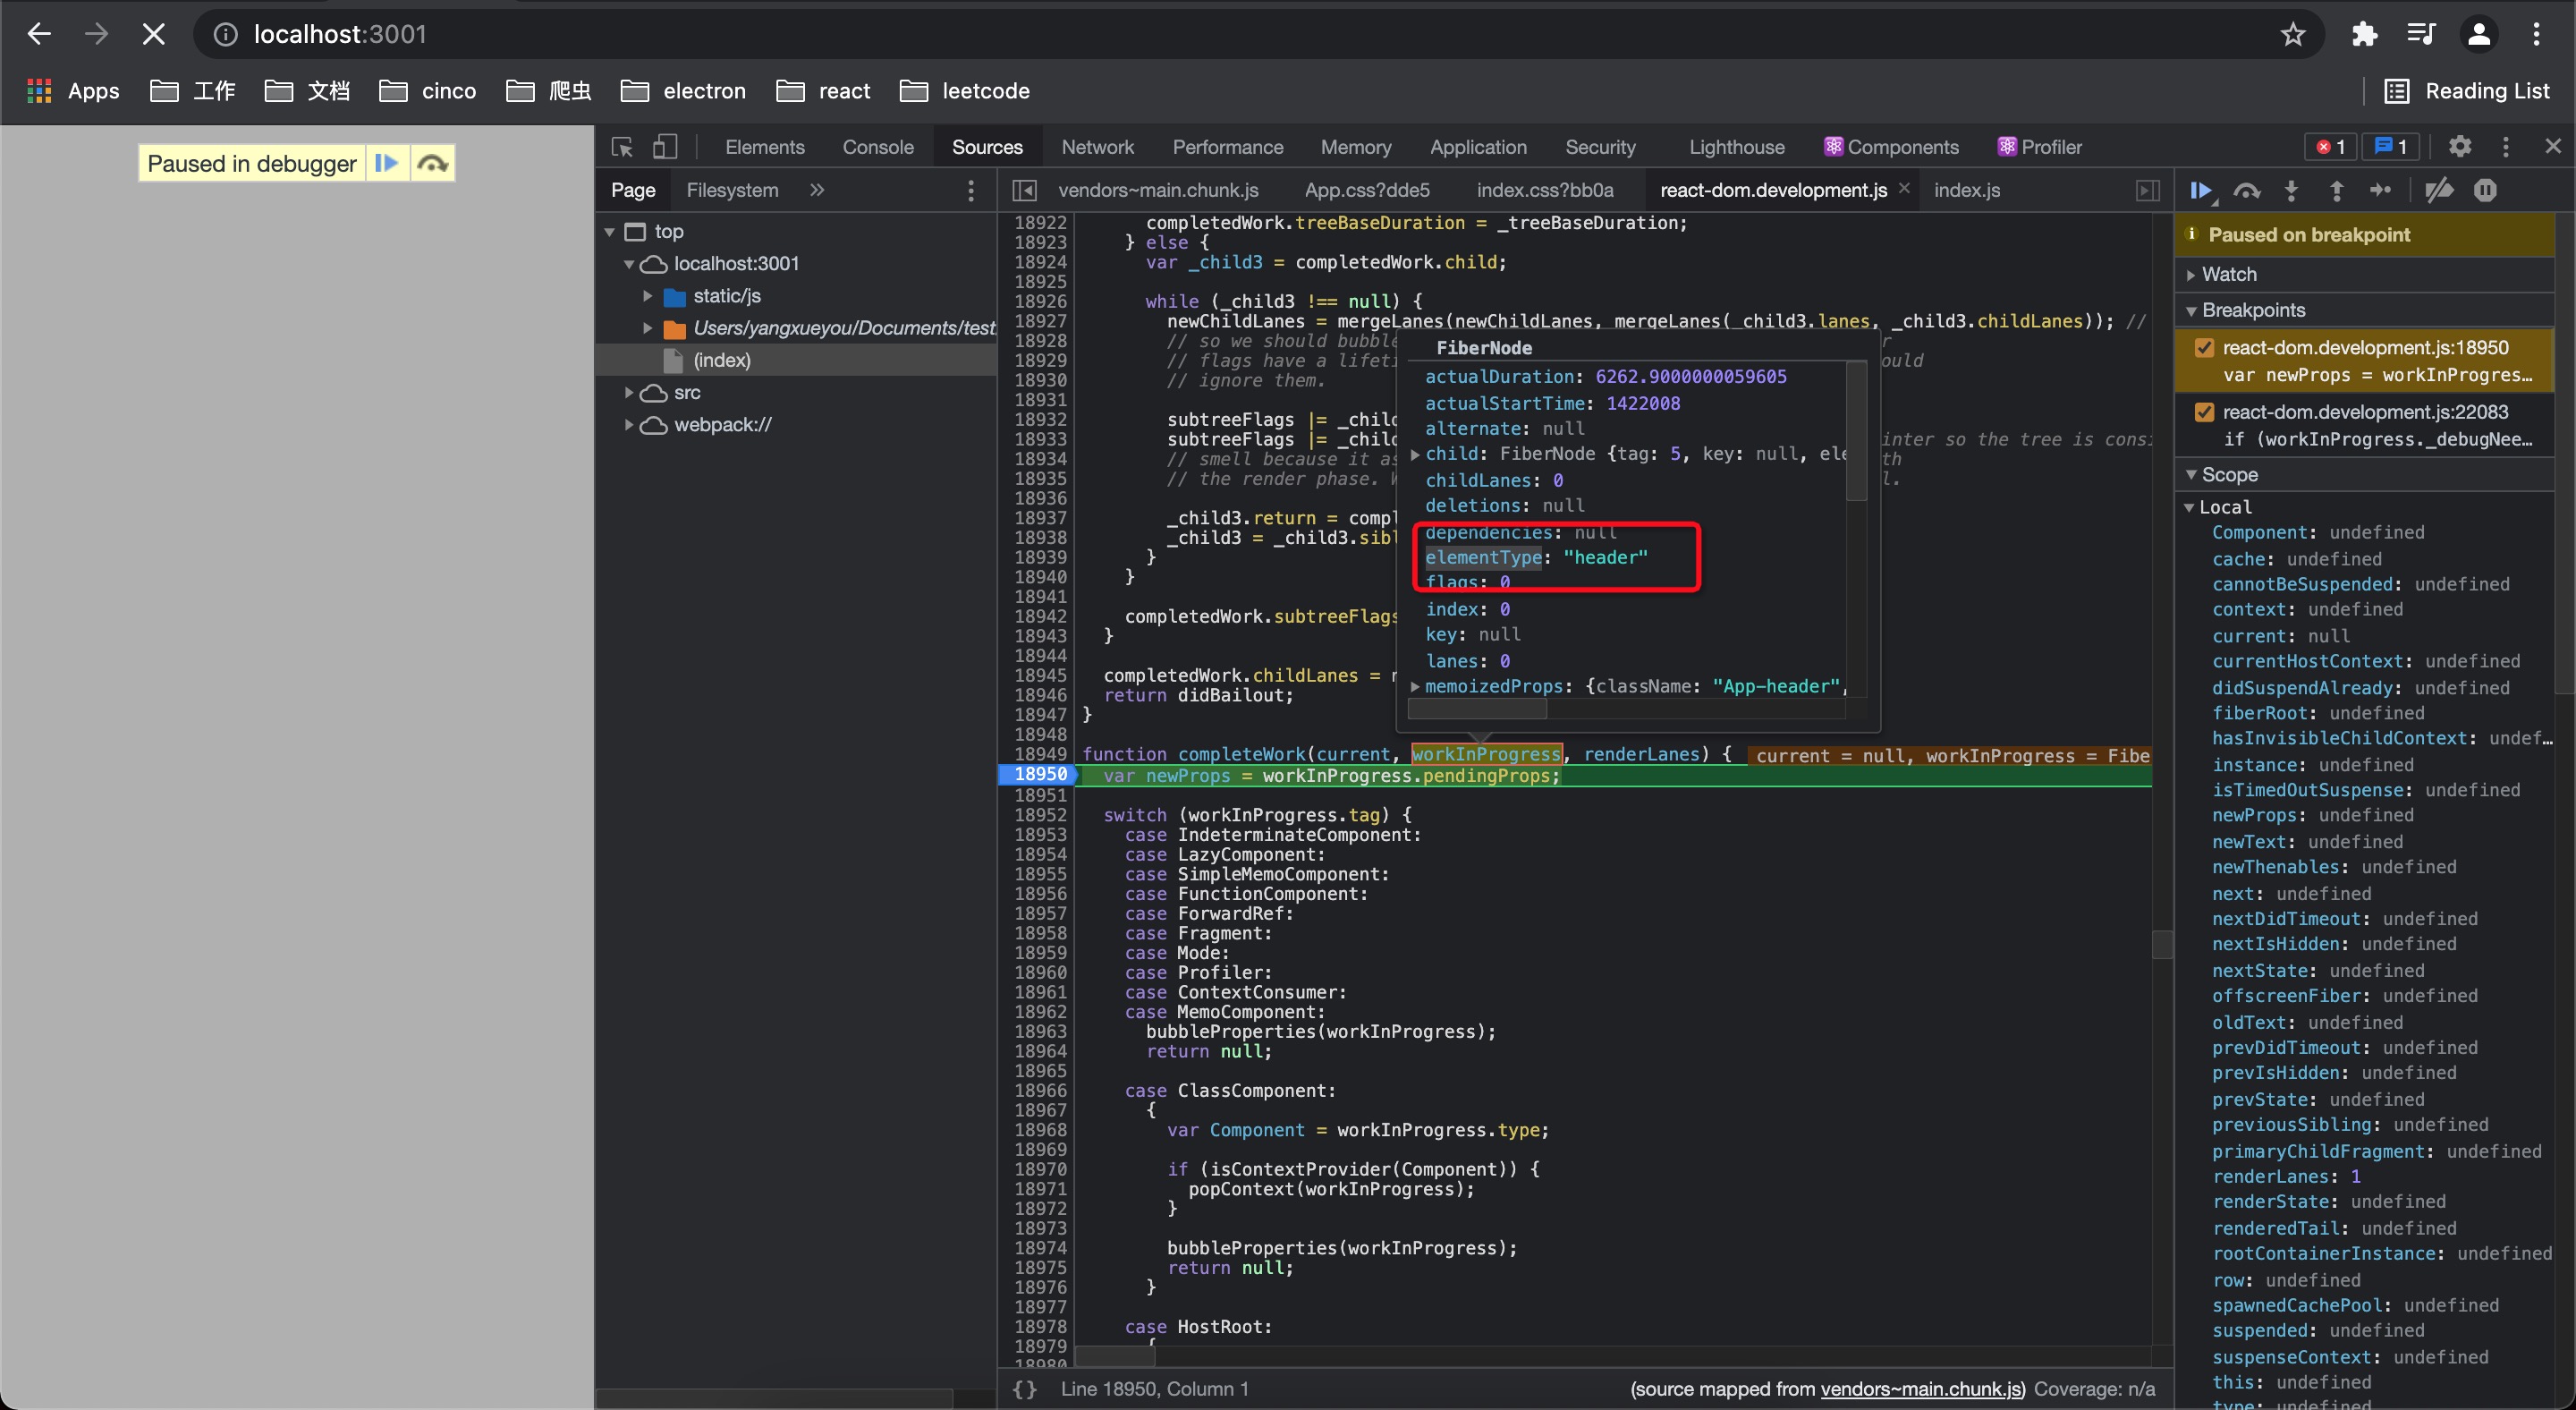 localhost:3001
Apps 工作 文档 cinco 爬虫 electron react leetcode Reading List
Paused in debugger
Elements Console Sources Network Performance Memory Application Security Lighthouse Components Profiler 1 1
Page Filesystem
top
localhost:3001
static/js
Users/yangxueyou/Documents/test
(index)
src
webpack://
vendors~main.chunk.js App.css?dde5 index.css?bb0a react-dom.development.js index.js
18922 completedWork.treeBaseDuration = _treeBaseDuration;
18923 } else {
18924 var _child3 = completedWork.child;
18925
18926 while (_child3 !== null) {
18927 newChildLanes = mergeLanes(newChildLanes, mergeLanes(_child3.lanes, _child3.childLanes)); //
18928 // so we should bubble r
18929 // flags have a lifeti ould
18930 // ignore them.
18931
18932 subtreeFlags |= _child
18933 subtreeFlags |= _child inter so the tree is consi
18934 // smell because it as th
18935 // the render phase. W l.
18936
18937 _child3.return = compl
18938 _child3 = _child3.sibl
18939 }
18940 }
18941
18942 completedWork.subtreeFlags
18943 }
18944
18945 completedWork.childLanes = n
18946 return didBailout;
18947 }
18948
18949 function completeWork(current, workInProgress, renderLanes) { current = null, workInProgress = Fibe
18950 var newProps = workInProgress.pendingProps;
18951
18952 switch (workInProgress.tag) {
18953 case IndeterminateComponent:
18954 case LazyComponent:
18955 case SimpleMemoComponent:
18956 case FunctionComponent:
18957 case ForwardRef:
18958 case Fragment:
18959 case Mode:
18960 case Profiler:
18961 case ContextConsumer:
18962 case MemoComponent:
18963 bubbleProperties(workInProgress);
18964 return null;
18965
18966 case ClassComponent:
18967 {
18968 var Component = workInProgress.type;
18969
18970 if (isContextProvider(Component)) {
18971 popContext(workInProgress);
18972 }
18973
18974 bubbleProperties(workInProgress);
18975 return null;
18976 }
18977
18978 case HostRoot:
18979 {
18980
FiberNode
actualDuration: 6262.9000000059605
actualStartTime: 1422008
alternate: null
child: FiberNode {tag: 5, key: null, ele
childLanes: 0
deletions: null
dependencies: null
elementType: "header"
flags: 0
index: 0
key: null
lanes: 0
memoizedProps: {className: "App-header",
{} Line 18950, Column 1 (source mapped from vendors~main.chunk.js) Coverage: n/a
Paused on breakpoint
Watch
Breakpoints
react-dom.development.js:18950
var newProps = workInProgres…
react-dom.development.js:22083
if (workInProgress._debugNee…
Scope
Local
Component: undefined
cache: undefined
cannotBeSuspended: undefined
context: undefined
current: null
currentHostContext: undefined
didSuspendAlready: undefined
fiberRoot: undefined
hasInvisibleChildContext: undef…
instance: undefined
isTimedOutSuspense: undefined
newProps: undefined
newText: undefined
newThenables: undefined
next: undefined
nextDidTimeout: undefined
nextIsHidden: undefined
nextState: undefined
offscreenFiber: undefined
oldText: undefined
prevDidTimeout: undefined
prevIsHidden: undefined
prevState: undefined
previousSibling: undefined
primaryChildFragment: undefined
renderLanes: 1
renderState: undefined
renderedTail: undefined
rootContainerInstance: undefined
row: undefined
spawnedCachePool: undefined
suspended: undefined
suspenseContext: undefined
this: undefined
type: undefined